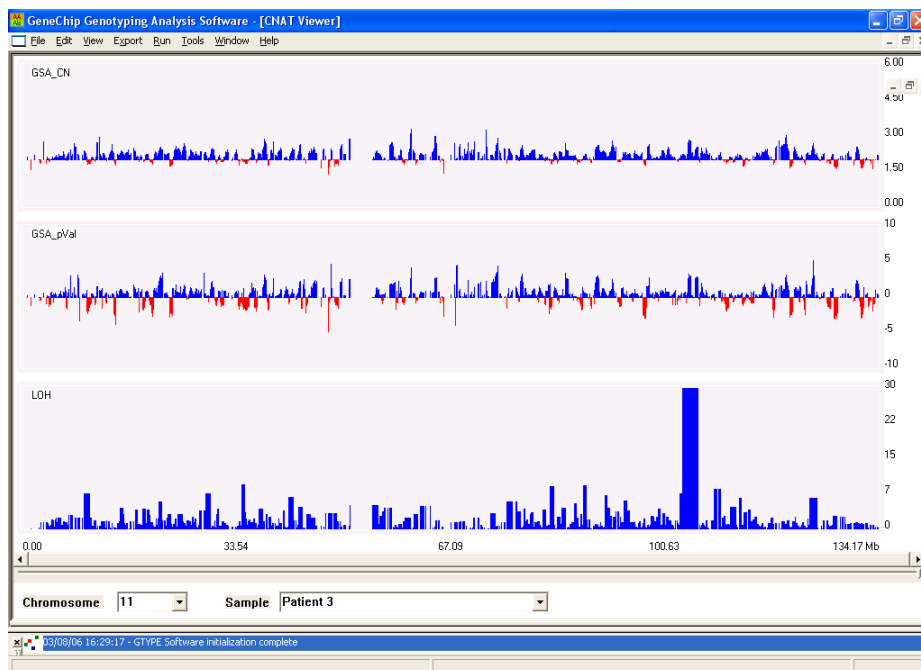 GeneChip Genotyping Analysis Software - [CNAT Viewer]
File Edit View Export Run Tools Window Help
GSA_CN
6.00
4.50
3.00
1.50
0.00
GSA_pVal
10
5
0
-5
-10
LOH
30
22
15
7
0
0.00 33.54 67.09 100.63 134.17 Mb
Chromosome 11 Sample Patient 3
03/08/06 16:29:17 - GTYPE Software initialization complete